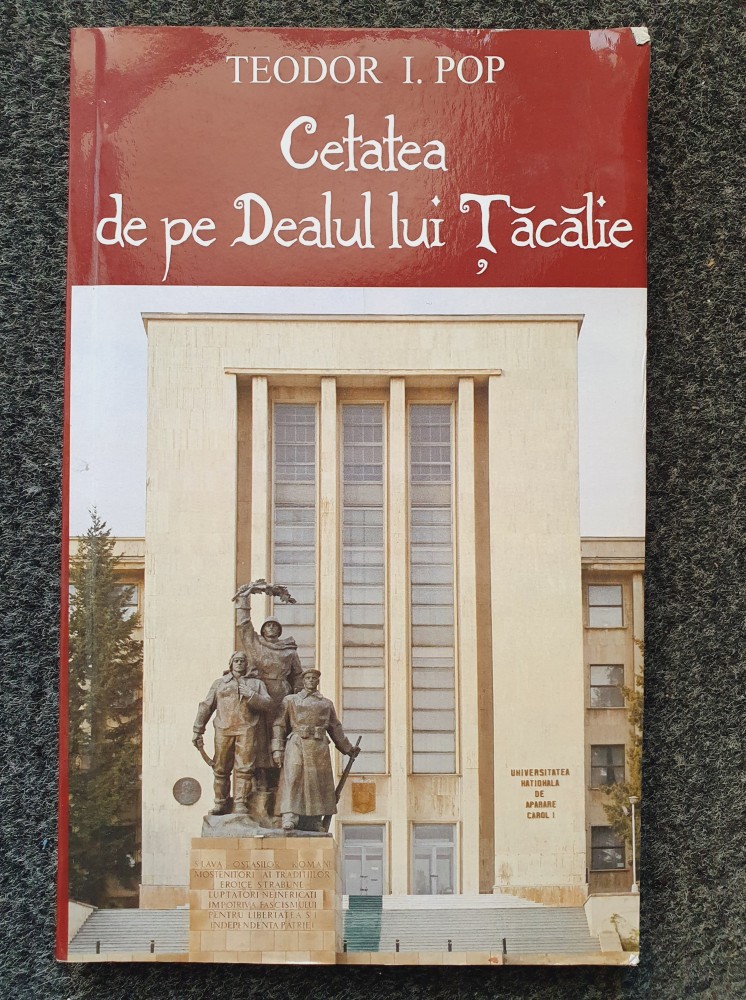 TEODOR I. POP
Cetatea
de pe Dealul lui Țăcălie
UNIVERSITATEA
NATIONALA
DE
APARARE
CAROL I
SLAVA OSTASILOR ROMANI
MOSTENITORI AI TRADITIILOR
EROICE STRABUNE
LUPTATORI NEINFRICATI
IMPOTRIVA FASCISMULUI
PENTRU LIBERTATEA SI
INDEPENDENTA PATRIEI